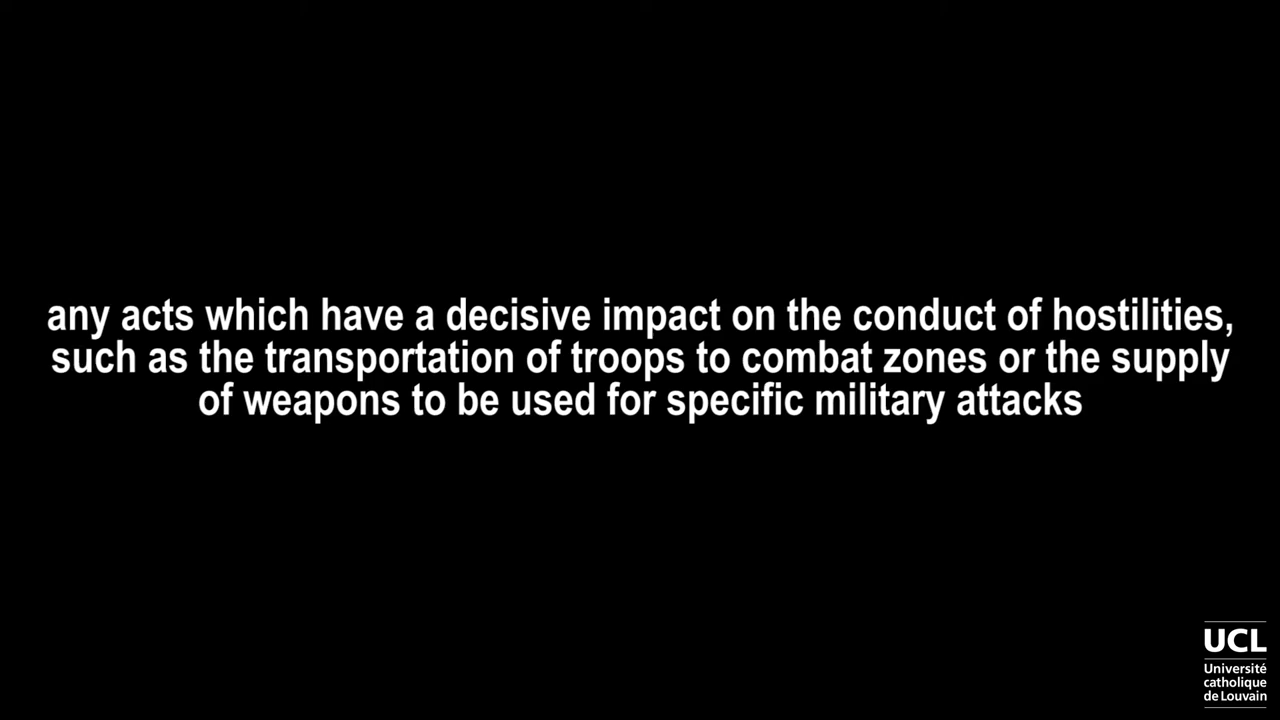 any acts which have a decisive impact on the conduct of hostilities,
such as the transportation of troops to combat zones or the supply
of weapons to be used for specific military attacks
UCL
Université
catholique
de Louvain